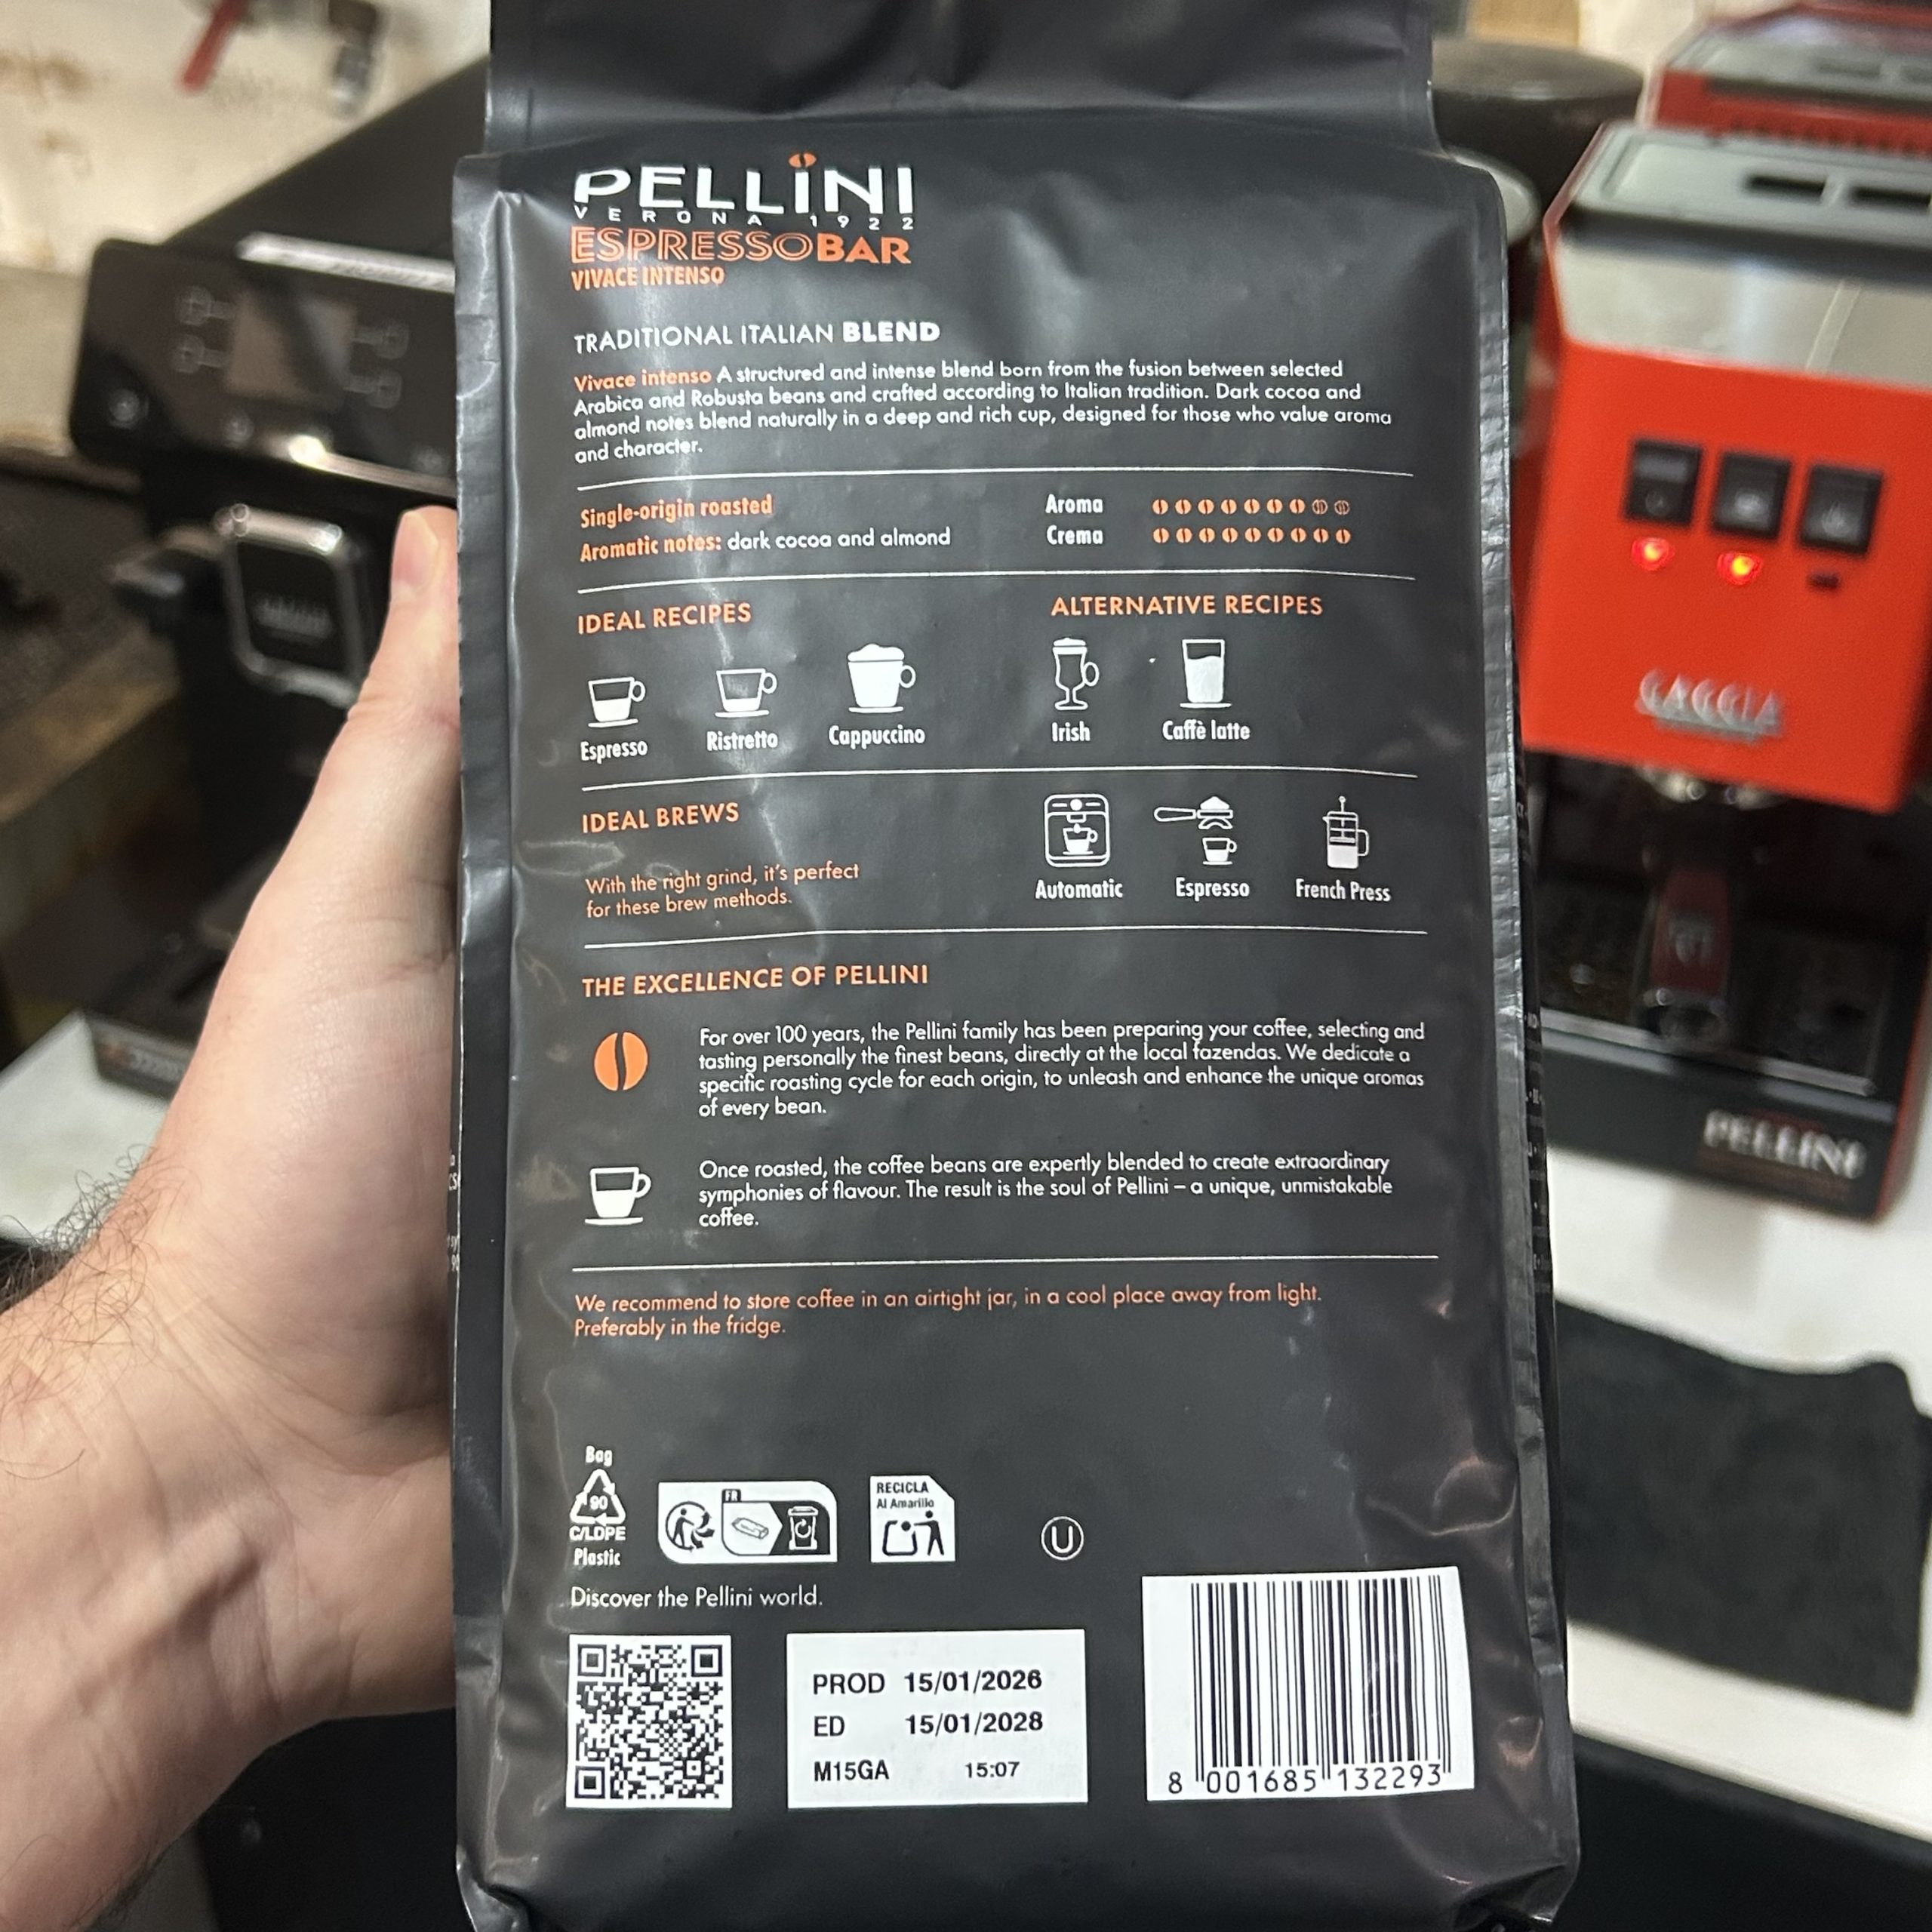 PELLINI
VERONA 1922
ESPRESSOBAR
VIVACE INTENSO
TRADITIONAL ITALIAN BLEND
Vivace intenso A structured and intense blend born from the fusion between selected
Arabica and Robusta beans and crafted according to Italian tradition. Dark cocoa and
almond notes blend naturally in a deep and rich cup, designed for those who value aroma
and character.
Single-origin roasted
Aromatic notes: dark cocoa and almond
Aroma
Crema
IDEAL RECIPES
Espresso
Ristretto
Cappuccino
ALTERNATIVE RECIPES
Irish
Caffè latte
IDEAL BREWS
With the right grind, it's perfect
for these brew methods.
Automatic
Espresso
French Press
THE EXCELLENCE OF PELLINI
For over 100 years, the Pellini family has been preparing your coffee, selecting and
tasting personally the finest beans, directly at the local fazendas. We dedicate a
specific roasting cycle for each origin, to unleash and enhance the unique aromas
of every bean.
Once roasted, the coffee beans are expertly blended to create extraordinary
symphonies of flavour. The result is the soul of Pellini – a unique, unmistakable
coffee.
We recommend to store coffee in an airtight jar, in a cool place away from light.
Preferably in the fridge.
Bag
90
C/LDPE
Plastic
FR
RECICLA
Al Amarillo
U
Discover the Pellini world.
PROD 15/01/2026
ED 15/01/2028
M15GA 15:07
8 001685 132293
GAGGIA
PELLINI